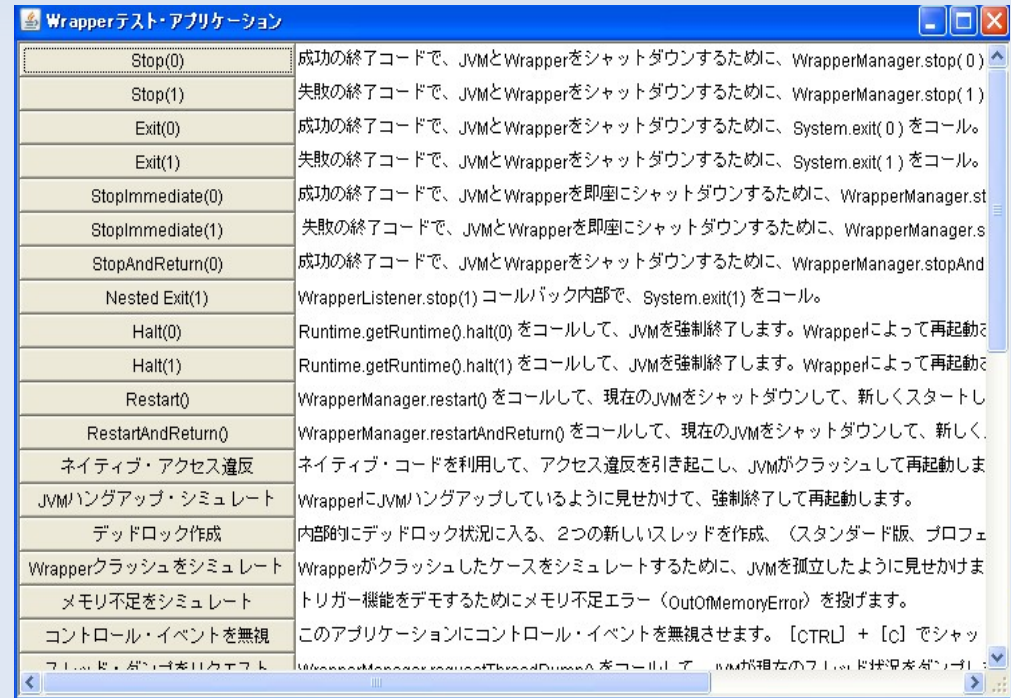 Wrapperテスト・アプリケーション
Stop(0) 成功の終了コードで、JVMとWrapperをシャットダウンするために、WrapperManager.stop( 0 )
Stop(1) 失敗の終了コードで、JVMとWrapperをシャットダウンするために、WrapperManager.stop( 1 )
Exit(0) 成功の終了コードで、JVMとWrapperをシャットダウンするために、System.exit( 0 ) をコール。
Exit(1) 失敗の終了コードで、JVMとWrapperをシャットダウンするために、System.exit( 1 ) をコール。
StopImmediate(0) 成功の終了コードで、JVMとWrapperを即座にシャットダウンするために、WrapperManager.st
StopImmediate(1) 失敗の終了コードで、JVMとWrapperを即座にシャットダウンするために、WrapperManager.s
StopAndReturn(0) 成功の終了コードで、JVMとWrapperをシャットダウンするために、WrapperManager.stopAnd
Nested Exit(1) WrapperListener.stop(1) コールバック内部で、System.exit(1) をコール。
Halt(0) Runtime.getRuntime().halt(0) をコールして、JVMを強制終了します。Wrapperによって再起動
Halt(1) Runtime.getRuntime().halt(1) をコールして、JVMを強制終了します。Wrapperによって再起動
Restart() WrapperManager.restart() をコールして、現在のJVMをシャットダウンして、新しくスタートし
RestartAndReturn() WrapperManager.restartAndReturn() をコールして、現在のJVMをシャットダウンして、新しく
ネイティブ・アクセス違反 ネイティブ・コードを利用して、アクセス違反を引き起こし、JVMがクラッシュして再起動しま
JVMハングアップ・シミュレート WrapperにJVMハングアップしているように見せかけて、強制終了して再起動します。
デッドロック作成 内部的にデッドロック状況に入る、2つの新しいスレッドを作成、（スタンダード版、プロフェ
Wrapperクラッシュをシミュレート Wrapperがクラッシュしたケースをシミュレートするために、JVMを孤立したように見せかけま
メモリ不足をシミュレート トリガー機能をデモするためにメモリ不足エラー（OutOfMemoryError）を投げます。
コントロール・イベントを無視 このアプリケーションにコントロール・イベントを無視させます。［CTRL］+［C］でシャッ
スレッド・ダンプをリクエスト WrapperManager.requestThreadDump() をコールして、JVMが現在のスレッド状況をダンプし